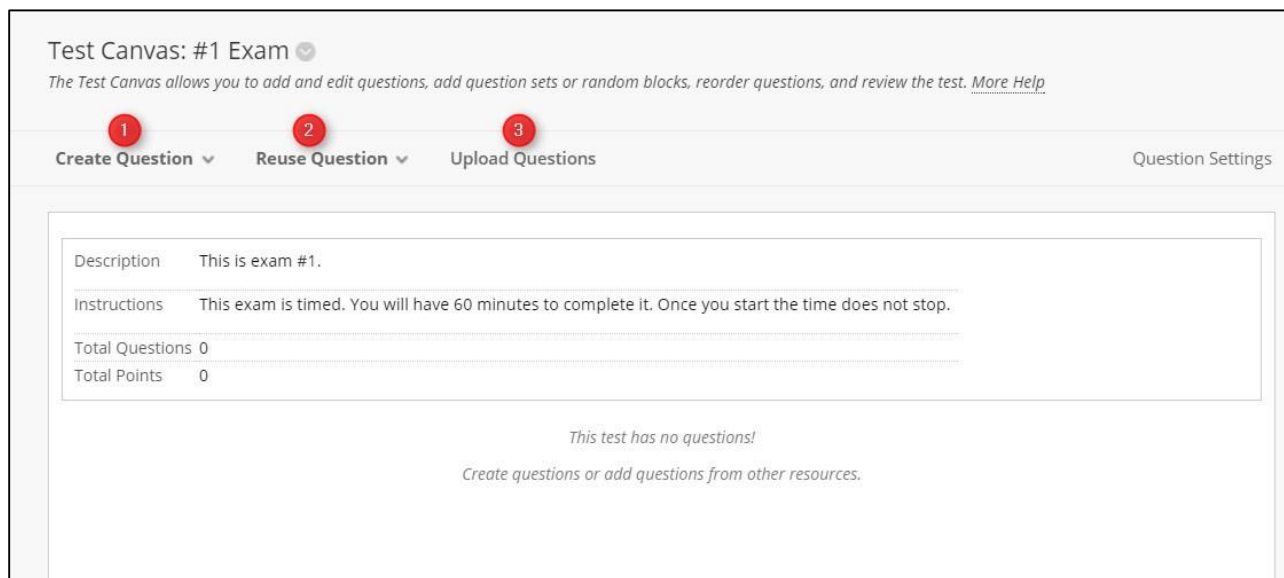 Test Canvas: #1 Exam
The Test Canvas allows you to add and edit questions, add question sets or random blocks, reorder questions, and review the test. More Help
1 2 3
Create Question Reuse Question Upload Questions Question Settings
Description This is exam #1.
Instructions This exam is timed. You will have 60 minutes to complete it. Once you start the time does not stop.
Total Questions 0
Total Points 0
This test has no questions!
Create questions or add questions from other resources.